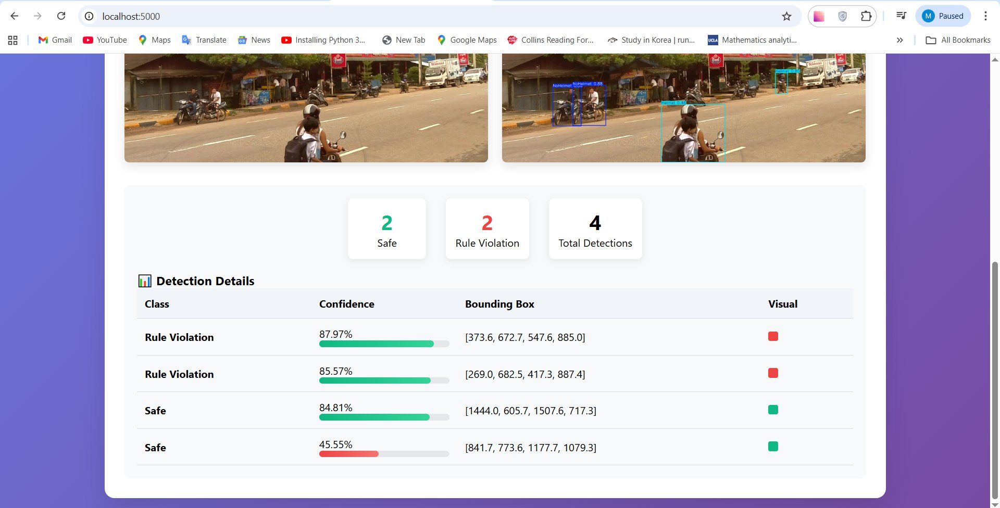 localhost:5000
Paused
Gmail
YouTube
Maps
Translate
News
Installing Python 3...
New Tab
Google Maps
Collins Reading For...
Study in Korea | run...
UCLA
Mathematics analyti...
All Bookmarks
Rinnai
Rinnai
NoHelmet
NoHelmet 0.88
Helmet
Helmet 0.46
2
Safe
2
Rule Violation
4
Total Detections
Detection Details
Class Confidence Bounding Box Visual
Rule Violation 87.97% [373.6, 672.7, 547.6, 885.0]
Rule Violation 85.57% [269.0, 682.5, 417.3, 887.4]
Safe 84.81% [1444.0, 605.7, 1507.6, 717.3]
Safe 45.55% [841.7, 773.6, 1177.7, 1079.3]